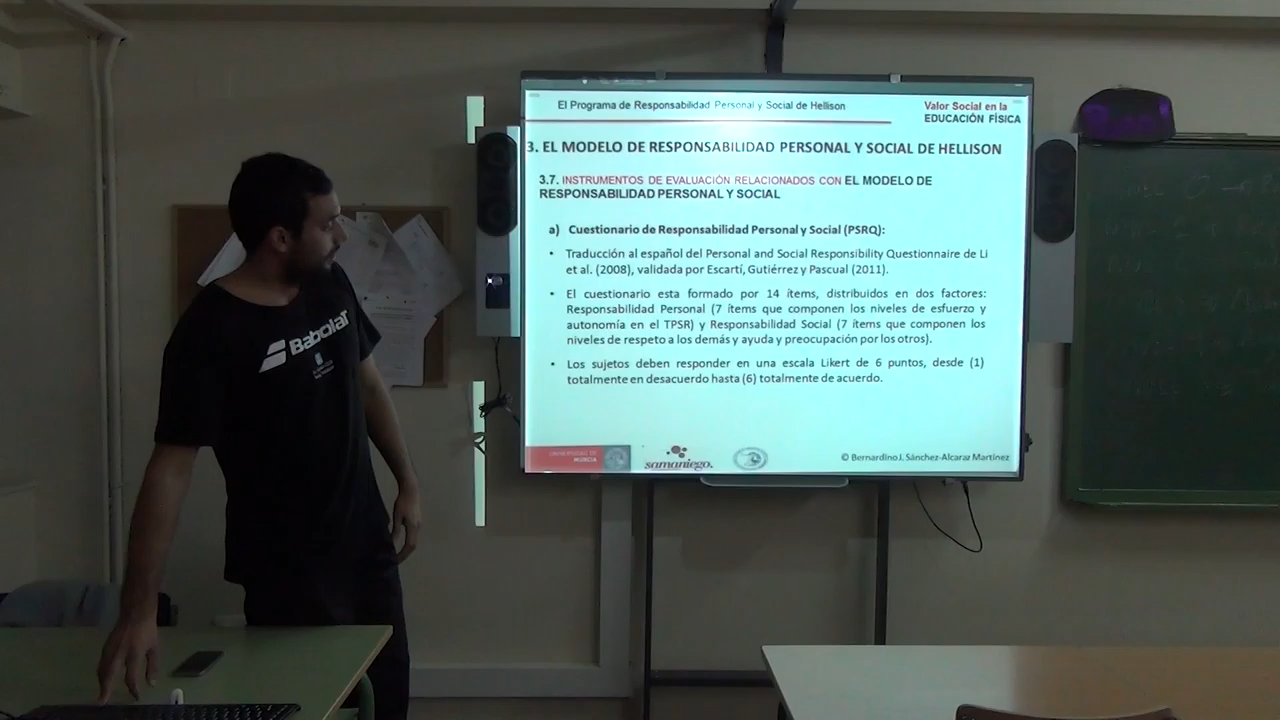 El Programa de Responsabilidad Personal y Social de Hellison
Valor Social en la
EDUCACIÓN FÍSICA
3. EL MODELO DE RESPONSABILIDAD PERSONAL Y SOCIAL DE HELLISON
3.7. INSTRUMENTOS DE EVALUACIÓN RELACIONADOS CON EL MODELO DE
RESPONSABILIDAD PERSONAL Y SOCIAL
a) Cuestionario de Responsabilidad Personal y Social (PSRQ):
• Traducción al español del Personal and Social Responsibility Questionnaire de Li
et al. (2008), validada por Escartí, Gutiérrez y Pascual (2011).
• El cuestionario esta formado por 14 ítems, distribuidos en dos factores:
Responsabilidad Personal (7 ítems que componen los niveles de esfuerzo y
autonomía en el TPSR) y Responsabilidad Social (7 ítems que componen los
niveles de respeto a los demás y ayuda y preocupación por los otros).
• Los sujetos deben responder en una escala Likert de 6 puntos, desde (1)
totalmente en desacuerdo hasta (6) totalmente de acuerdo.
UNIVERSIDAD DE
MURCIA
samaniego.
© Bernardino J. Sánchez-Alcaraz Martínez
BaboLaT